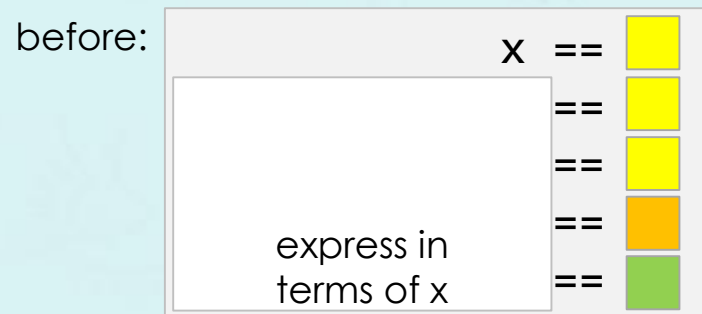 before:
x ==
==
==
==
express in
terms of x
==